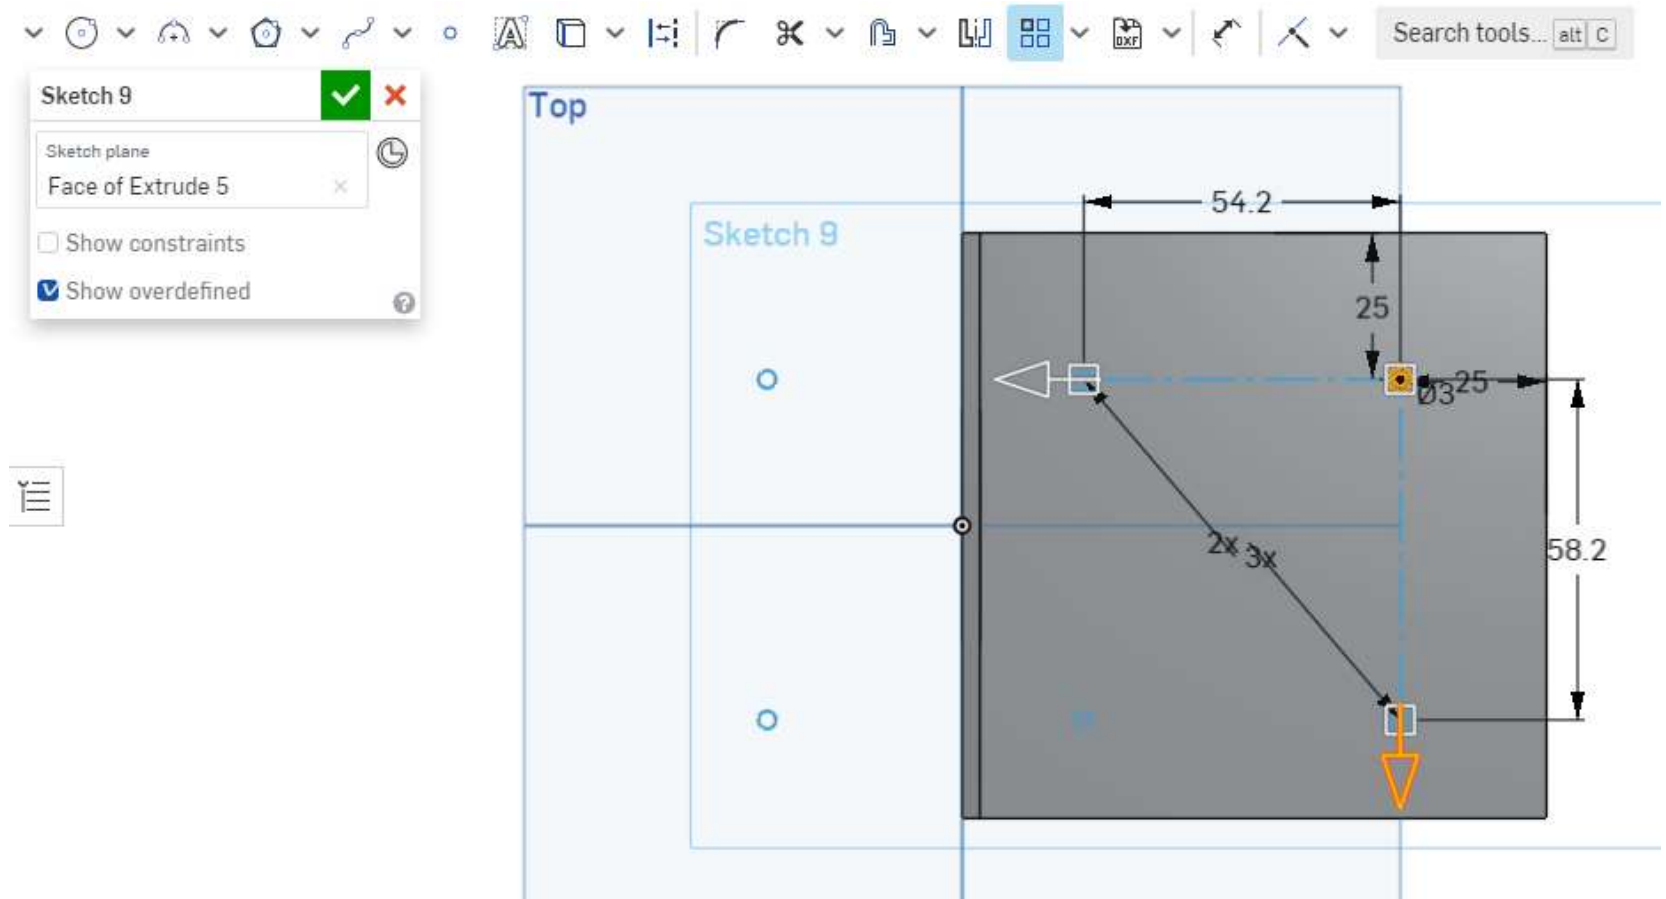 A
DXF
Search tools... alt C
Sketch 9
Top
Sketch plane
Face of Extrude 5
Show constraints
Show overdefined
Sketch 9
54.2
25
Ø3
25
2x
3x
58.2